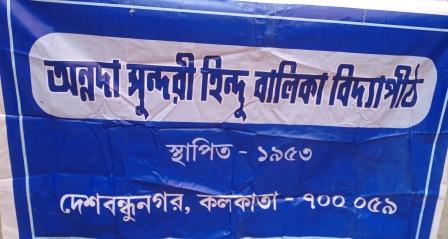 অন্নদা সুন্দরী হিন্দু বালিকা বিদ্যাপীঠ
স্থাপিত - ১৯৫৩
দেশবন্ধুনগর, কলকাতা - ৭০০ ০৫৯